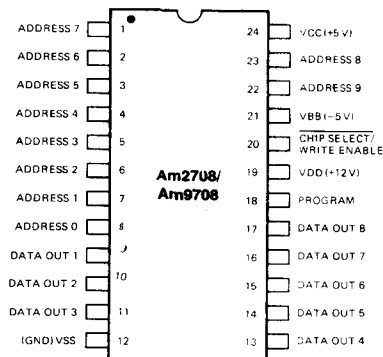 Am2708/
Am9708
ADDRESS 7 1
ADDRESS 6 2
ADDRESS 5 3
ADDRESS 4 4
ADDRESS 3 5
ADDRESS 2 6
ADDRESS 1 7
ADDRESS 0 8
DATA OUT 1 9
DATA OUT 2 10
DATA OUT 3 11
(GND) VSS 12
24 VCC (+5 V)
23 ADDRESS 8
22 ADDRESS 9
21 VBB (-5V)
20 CHIP SELECT/
WRITE ENABLE
19 VDD (+12 V)
18 PROGRAM
17 DATA OUT 8
16 DATA OUT 7
15 DATA OUT 6
14 DATA OUT 5
13 DATA OUT 4